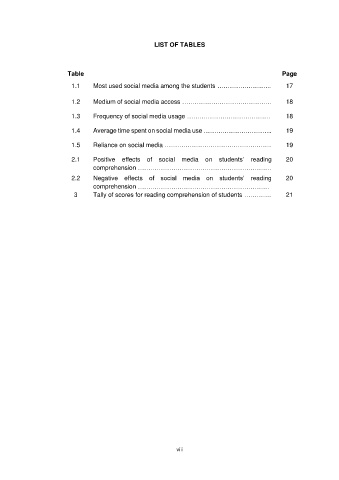 LIST OF TABLES
Table Page
1.1 Most used social media among the students ……………………… 17
1.2 Medium of social media access ……………………………………… 18
1.3 Frequency of social media usage …………………………………… 18
1.4 Average time spent on social media use …………………………… 19
1.5 Reliance on social media ……………………………………………… 19
2.1 Positive effects of social media on students' reading 20
comprehension …………………………………………………………
2.2 Negative effects of social media on students' reading 20
comprehension …………………………………………………………
3 Tally of scores for reading comprehension of students …………. 21
vii